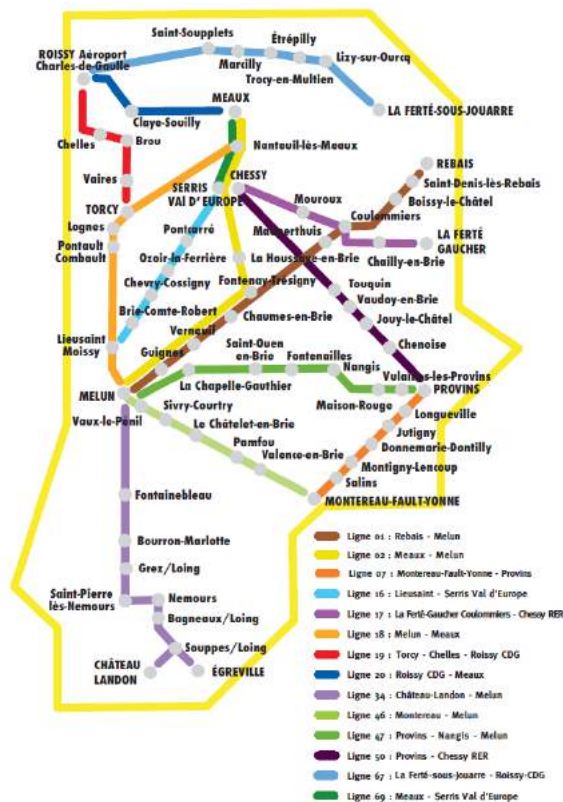 Saint-Soupplets
Étrépilly
Marcilly
Lizy-sur-Ourcq
Trocy-en-Multien
ROISSY Aéroport
Charles-de-Gaulle
MEAUX
LA FERTÉ-SOUS-JOUARRE
Claye-Souilly
Chelles
Brou
Nanteuil-lès-Meaux
REBAIS
Vaires
CHESSY
Saint-Denis-lès-Rebais
SERRIS
VAL D'EUROPE
Mouroux
Boissy-le-Châtel
TORCY
Coulommiers
Lognes
Pontcarré
Mauperthuis
LA FERTÉ
GAUCHER
Pontault
Combault
Ozoir-la-Ferrière
La Houssaye-en-Brie
Chailly-en-Brie
Chevry-Cossigny
Fontenay-Trésigny
Touquin
Vaudoy-en-Brie
Brie-Comte-Robert
Chaumes-en-Brie
Jouy-le-Châtel
Lieusaint
Moissy
Verneuil
Chenoise
Guignes
Saint-Ouen
en-Brie
Fontenailles
Nangis
Vulaines-les-Provins
MELUN
La Chapelle-Gauthier
PROVINS
Vaux-le-Pénil
Sivry-Courtry
Maison-Rouge
Longueville
Le Châtelet-en-Brie
Jutigny
Pamfou
Donnemarie-Dontilly
Valence-en-Brie
Montigny-Lencoup
Salins
Fontainebleau
MONTEREAU-FAULT-YONNE
Bourron-Marlotte
Grez/Loing
Saint-Pierre
lès-Nemours
Nemours
Bagneaux/Loing
Souppes/Loing
CHÂTEAU
LANDON
ÉGREVILLE
Ligne 01 : Rebais - Melun
Ligne 02 : Meaux - Melun
Ligne 07 : Montereau-Fault-Yonne - Provins
Ligne 16 : Lieusaint - Serris Val d'Europe
Ligne 17 : La Ferté-Gaucher Coulommiers - Chessy RER
Ligne 18 : Melun - Meaux
Ligne 19 : Torcy - Chelles - Roissy CDG
Ligne 20 : Roissy CDG - Meaux
Ligne 34 : Château-Landon - Melun
Ligne 46 : Montereau - Melun
Ligne 47 : Provins - Nangis - Melun
Ligne 50 : Provins - Chessy RER
Ligne 67 : La Ferté-sous-Jouarre - Roissy-CDG
Ligne 69 : Meaux - Serris Val d'Europe